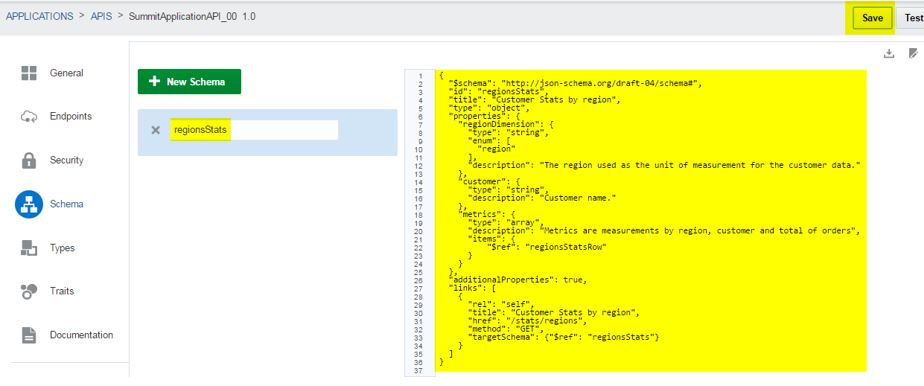 APPLICATIONS > APIS > SummitApplicationAPI_00 1.0
Save
Test
General
Endpoints
Security
Schema
Types
Traits
Documentation
+ New Schema
× regionsStats
1 {
2 "$schema": "http://json-schema.org/draft-04/schema#",
3 "id": "regionsStats",
4 "title": "Customer Stats by region",
5 "type": "object",
6 "properties": {
7 "regionDimension": {
8 "type": "string",
9 "enum": [
10 "region"
11 ],
12 "description": "The region used as the unit of measurement for the customer data."
13 },
14 "customer": {
15 "type": "string",
16 "description": "Customer name."
17 },
18 "metrics": {
19 "type": "array",
20 "description": "Metrics are measurements by region, customer and total of orders",
21 "items": {
22 "$ref": "regionsStatsRow"
23 }
24 }
25 },
26 "additionalProperties": true,
27 "links": [
28 {
29 "rel": "self",
30 "title": "Customer Stats by region",
31 "href": "/stats/regions",
32 "method": "GET",
33 "targetSchema": {"$ref": "regionsStats"}
34 }
35 ]
36 }
37